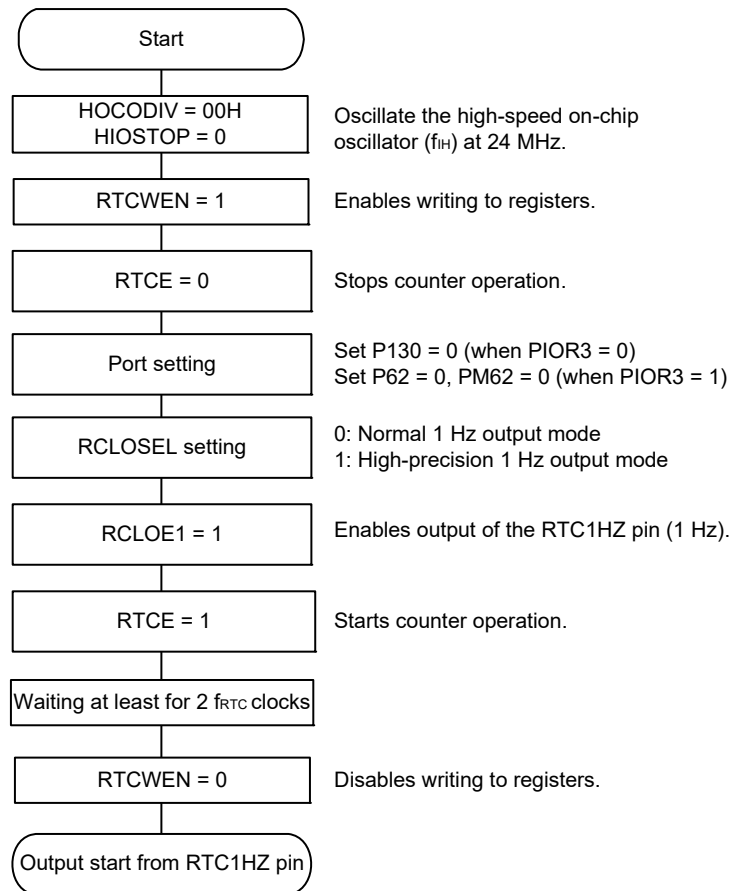 Start
HOCODIV = 00H
HIOSTOP = 0
Oscillate the high-speed on-chip
oscillator (fIH) at 24 MHz.
RTCWEN = 1
Enables writing to registers.
RTCE = 0
Stops counter operation.
Port setting
Set P130 = 0 (when PIOR3 = 0)
Set P62 = 0, PM62 = 0 (when PIOR3 = 1)
RCLOSEL setting
0: Normal 1 Hz output mode
1: High-precision 1 Hz output mode
RCLOE1 = 1
Enables output of the RTC1HZ pin (1 Hz).
RTCE = 1
Starts counter operation.
Waiting at least for 2 fRTC clocks
RTCWEN = 0
Disables writing to registers.
Output start from RTC1HZ pin